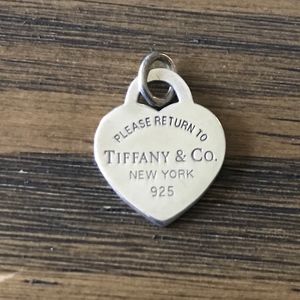 PLEASE RETURN TO
TIFFANY & CO.
NEW YORK
925